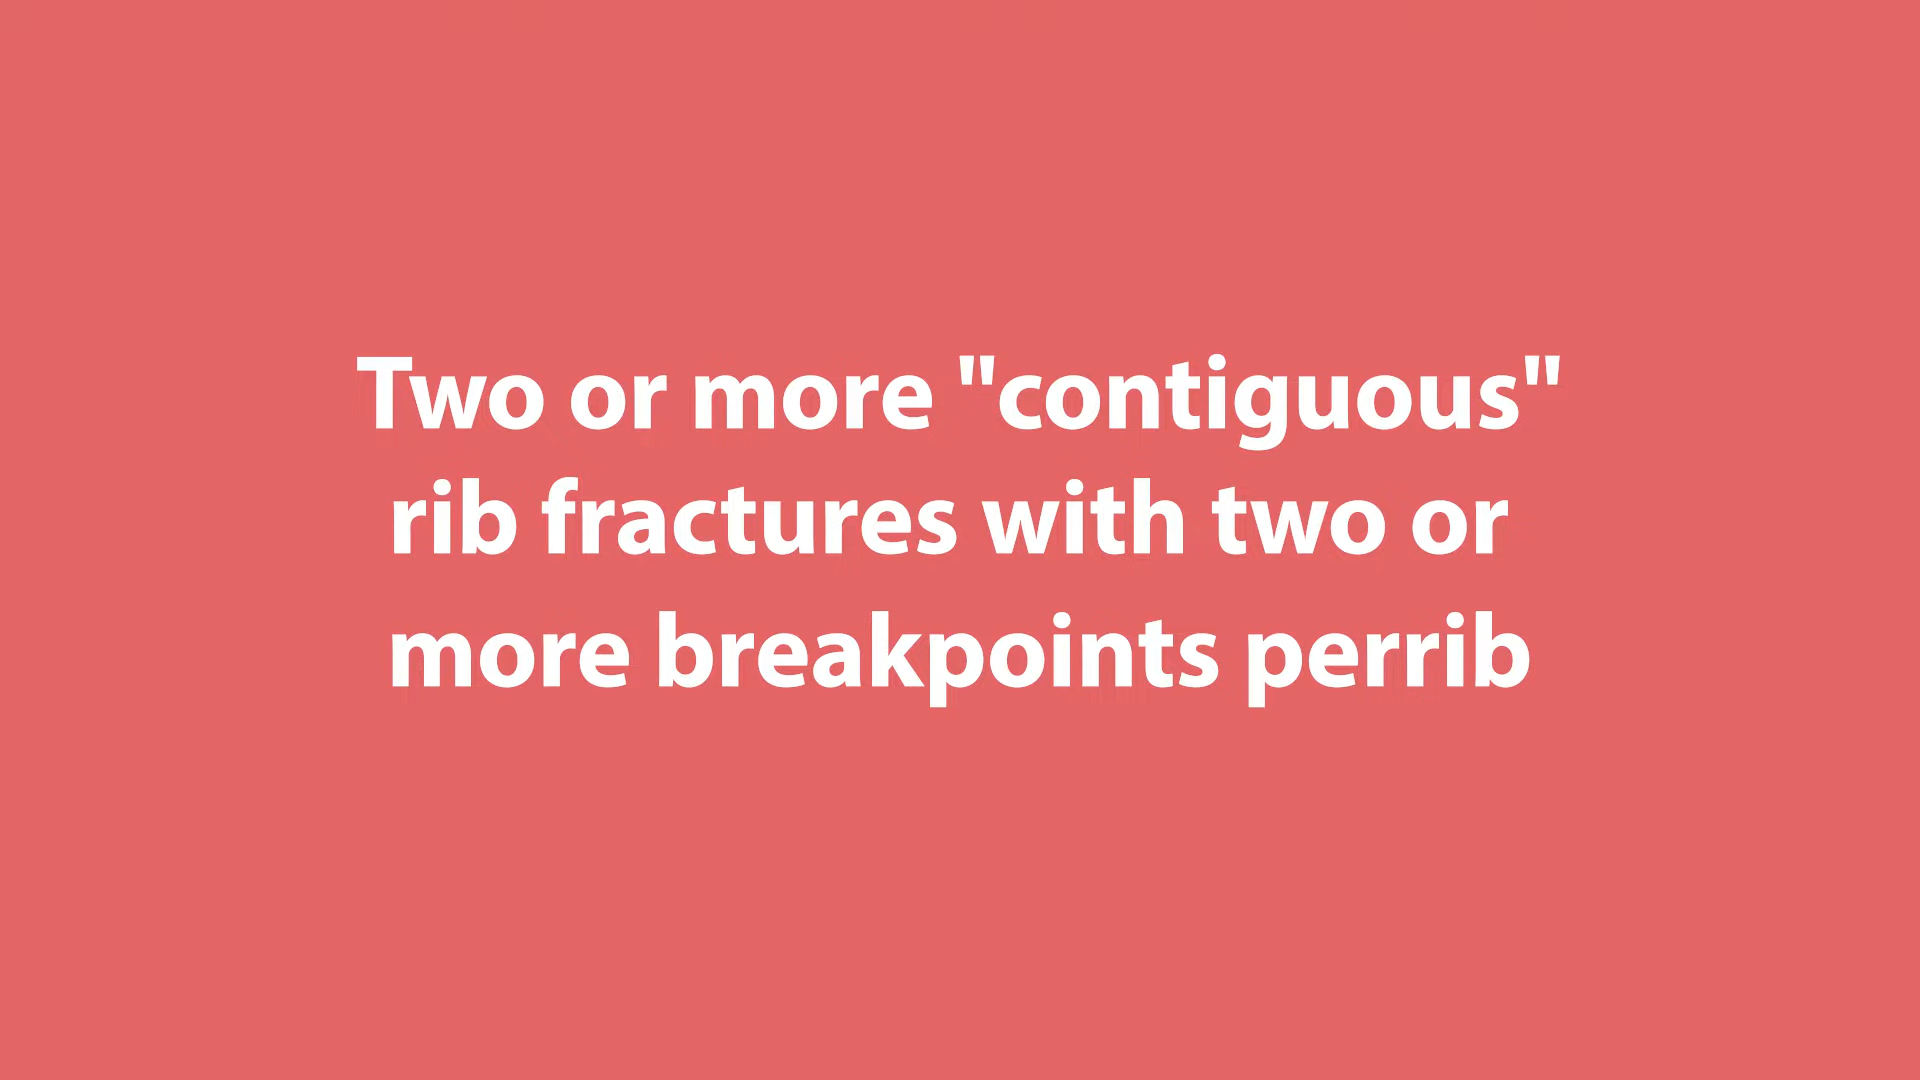 Two or more "contiguous"
rib fractures with two or
more breakpoints perrib